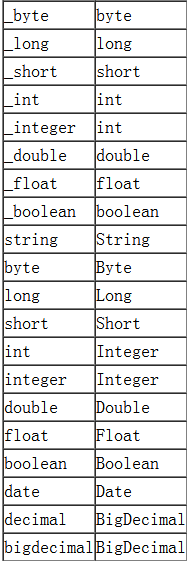 _byte byte
_long long
_short short
_int int
_integer int
_double double
_float float
_boolean boolean
string String
byte Byte
long Long
short Short
int Integer
integer Integer
double Double
float Float
boolean Boolean
date Date
decimal BigDecimal
bigdecimal BigDecimal